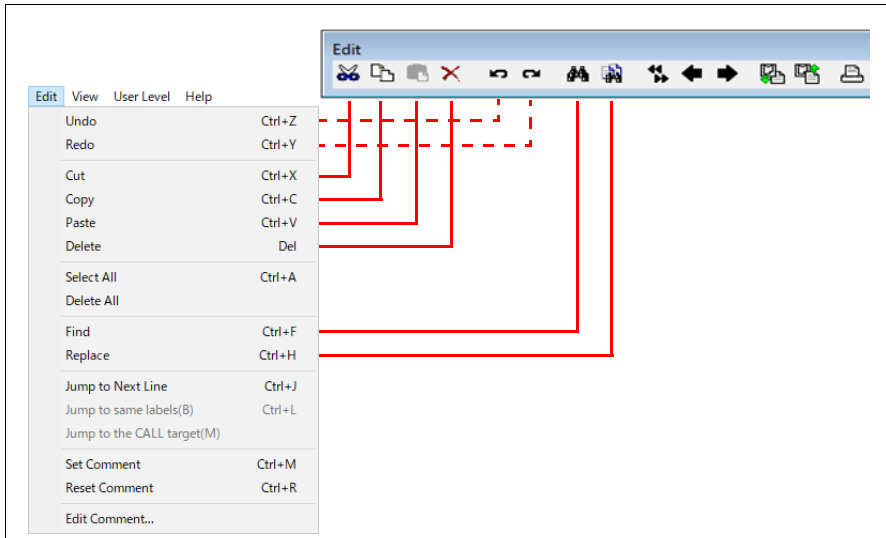 Edit
Edit View User Level Help
Undo Ctrl+Z
Redo Ctrl+Y
Cut Ctrl+X
Copy Ctrl+C
Paste Ctrl+V
Delete Del
Select All Ctrl+A
Delete All
Find Ctrl+F
Replace Ctrl+H
Jump to Next Line Ctrl+J
Jump to same labels(B) Ctrl+L
Jump to the CALL target(M)
Set Comment Ctrl+M
Reset Comment Ctrl+R
Edit Comment...